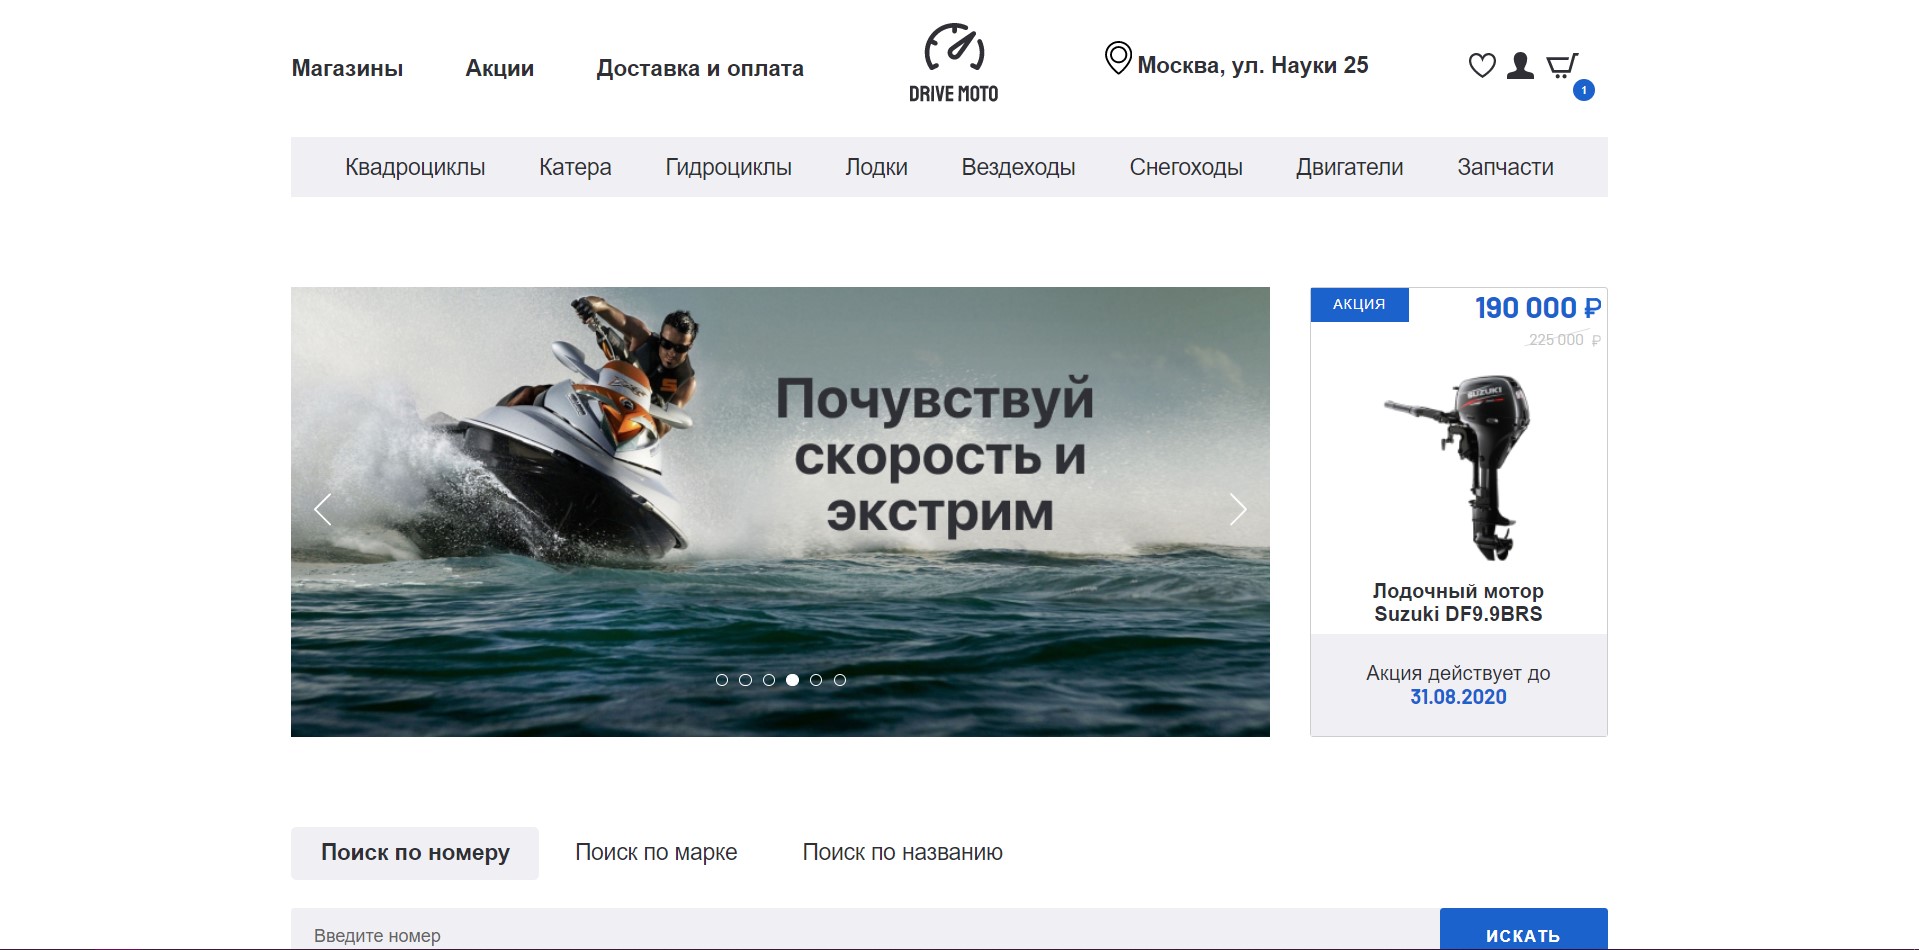 Магазины Акции Доставка и оплата
DRIVE MOTO
Москва, ул. Науки 25
1
Квадроциклы Катера Гидроциклы Лодки Вездеходы Снегоходы Двигатели Запчасти
Почувствуй
скорость и
экстрим
АКЦИЯ
190 000 ₽
225 000 ₽
SUZUKI
Лодочный мотор
Suzuki DF9.9BRS
Акция действует до
31.08.2020
Поиск по номеру Поиск по марке Поиск по названию
Введите номер
ИСКАТЬ